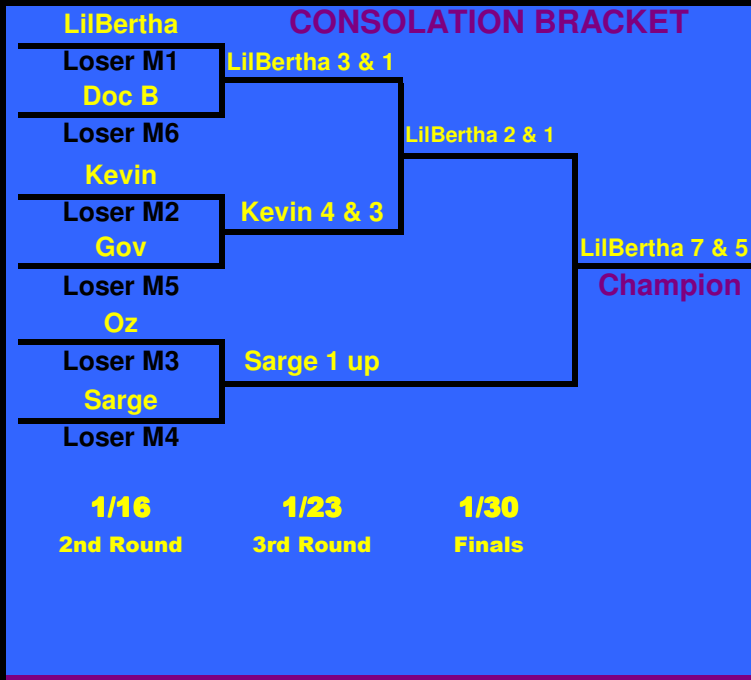 LilBertha
CONSOLATION BRACKET
Loser M1
LilBertha 3 & 1
Doc B
Loser M6
LilBertha 2 & 1
Kevin
Loser M2
Kevin 4 & 3
Gov
LilBertha 7 & 5
Loser M5
Champion
Oz
Loser M3
Sarge 1 up
Sarge
Loser M4
1/16
1/23
1/30
2nd Round
3rd Round
Finals